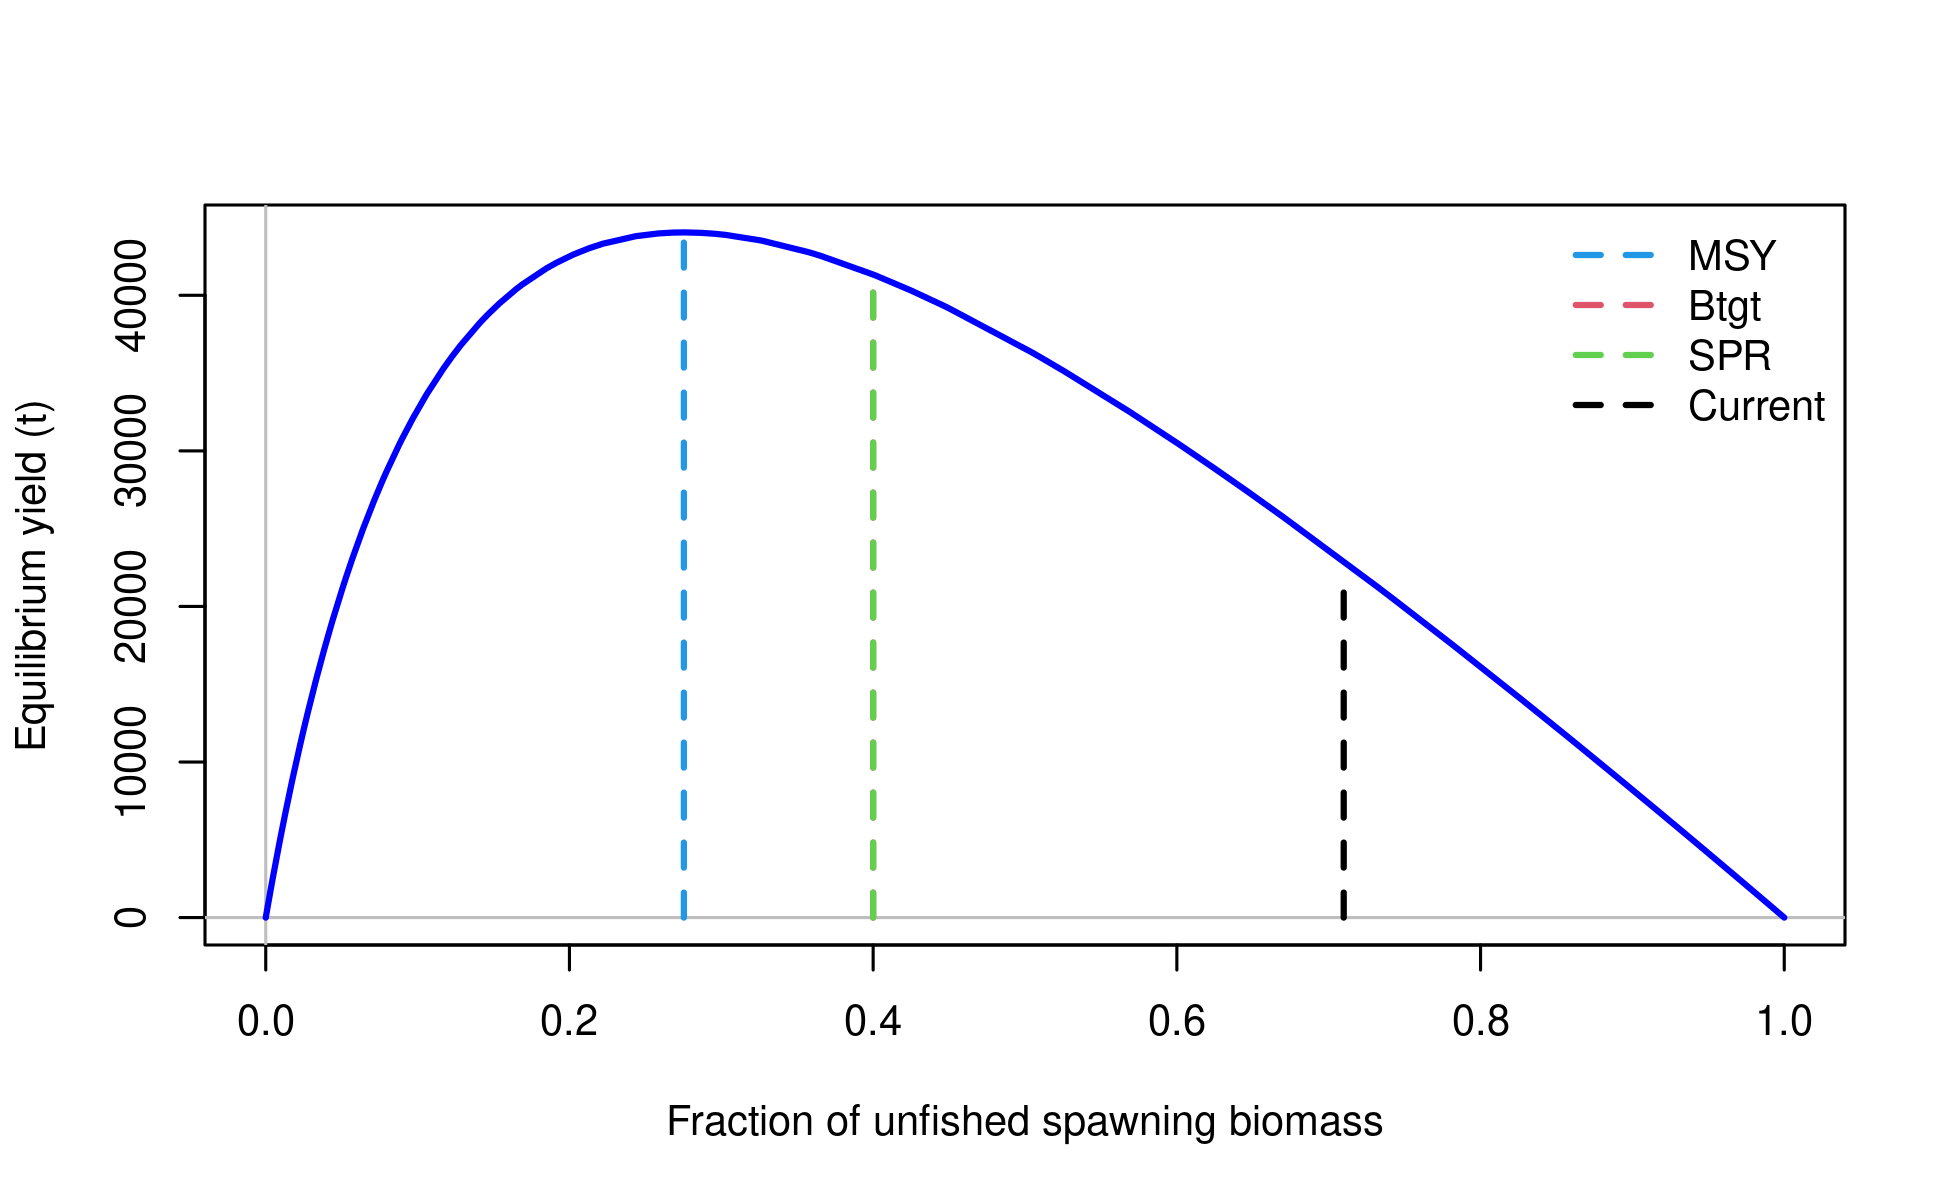 MSY
Btgt
SPR
Current
Equilibrium yield (t)
40000
30000
20000
10000
0
0.0 0.2 0.4 0.6 0.8 1.0
Fraction of unfished spawning biomass